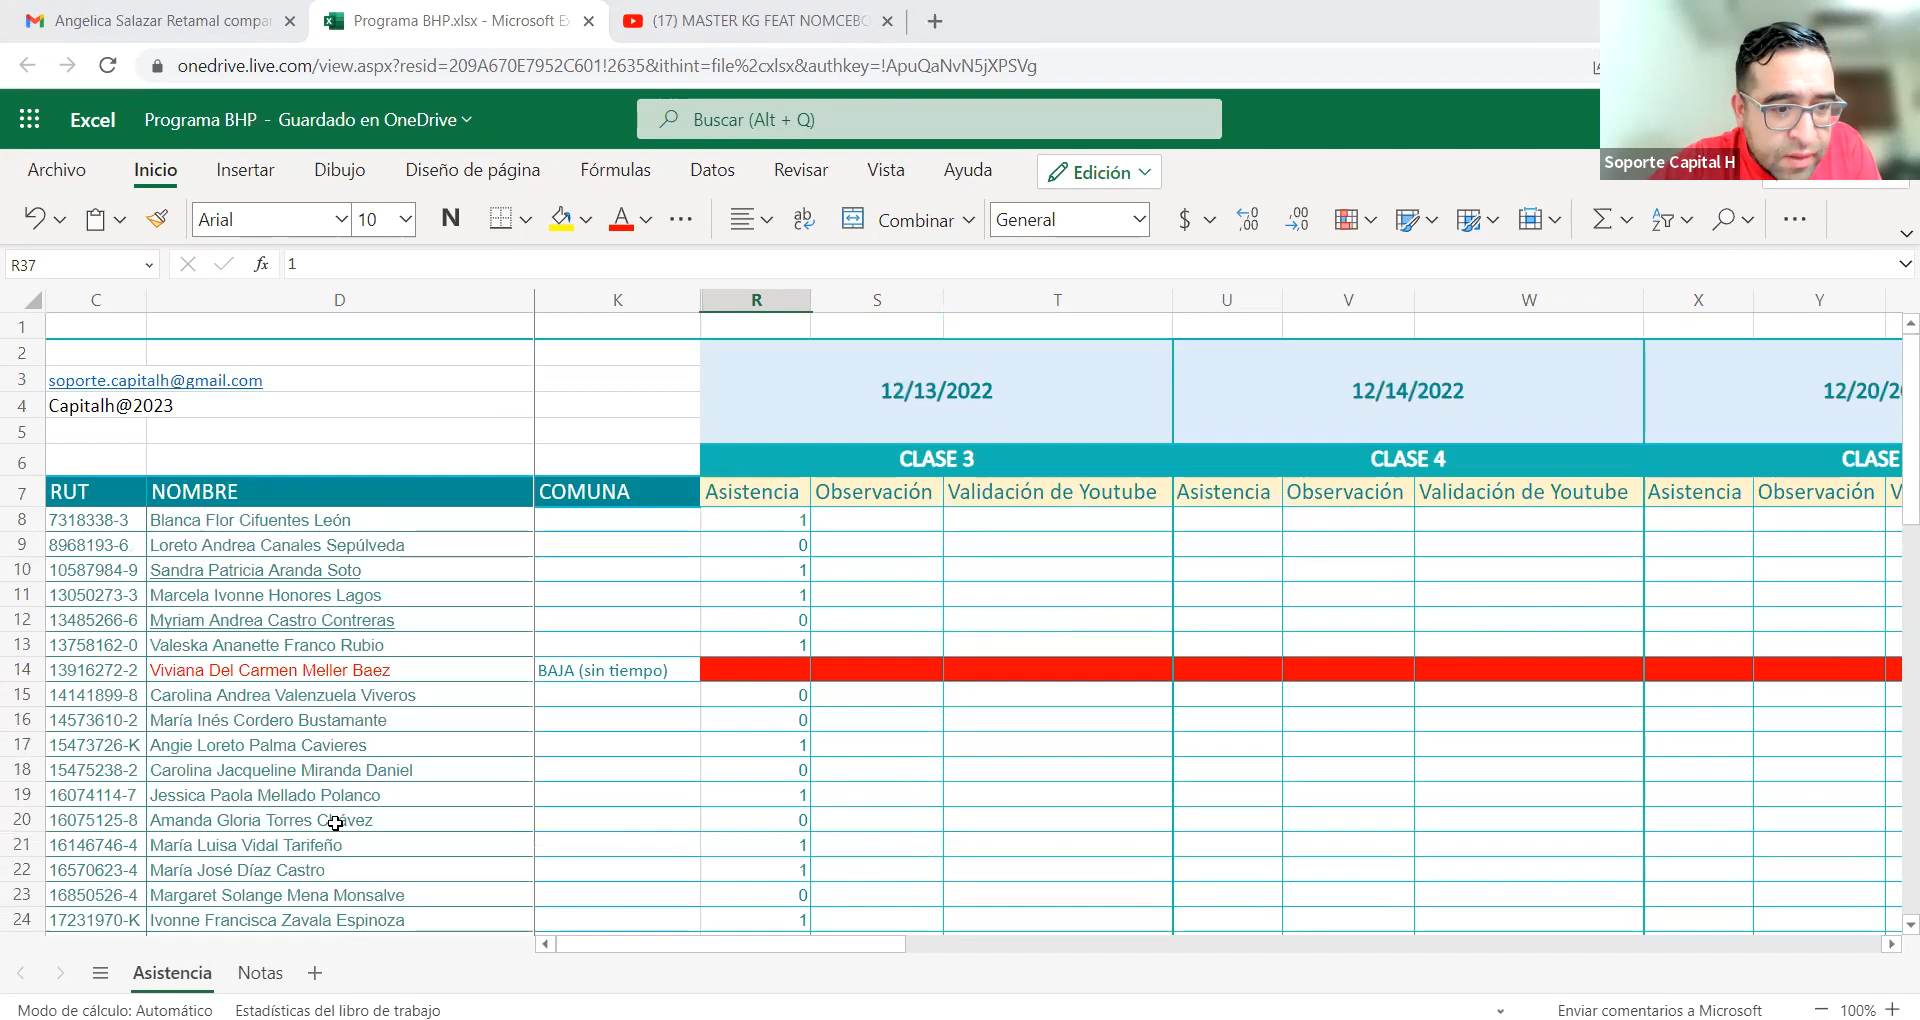 Angelica Salazar Retamal compa
Programa BHP.xlsx - Microsoft Ex
(17) MASTER KG FEAT NOMCEBO
onedrive.live.com/view.aspx?resid=209A670E7952C601!2635&ithint=file%2cxlsx&authkey=!ApuQaNvN5jXPSVg
Excel Programa BHP - Guardado en OneDrive
Buscar (Alt + Q)
Soporte Capital H
Archivo Inicio Insertar Dibujo Diseño de página Fórmulas Datos Revisar Vista Ayuda Edición
Arial 10 N A Combinar General $
R37 fx 1
C D K R S T U V W X Y
1
2
3 soporte.capitalh@gmail.com
12/13/2022 12/14/2022 12/20/20
4 Capitalh@2023
5
6 CLASE 3 CLASE 4 CLASE
7 RUT NOMBRE COMUNA Asistencia Observación Validación de Youtube Asistencia Observación Validación de Youtube Asistencia Observación V
8 7318338-3 Blanca Flor Cifuentes León 1
9 8968193-6 Loreto Andrea Canales Sepúlveda 0
10 10587984-9 Sandra Patricia Aranda Soto 1
11 13050273-3 Marcela Ivonne Honores Lagos 1
12 13485266-6 Myriam Andrea Castro Contreras 0
13 13758162-0 Valeska Ananette Franco Rubio 1
14 13916272-2 Viviana Del Carmen Meller Baez BAJA (sin tiempo)
15 14141899-8 Carolina Andrea Valenzuela Viveros 0
16 14573610-2 María Inés Cordero Bustamante 0
17 15473726-K Angie Loreto Palma Cavieres 1
18 15475238-2 Carolina Jacqueline Miranda Daniel 0
19 16074114-7 Jessica Paola Mellado Polanco 1
20 16075125-8 Amanda Gloria Torres Chávez 0
21 16146746-4 María Luisa Vidal Tarifeño 1
22 16570623-4 María José Díaz Castro 1
23 16850526-4 Margaret Solange Mena Monsalve 0
24 17231970-K Ivonne Francisca Zavala Espinoza 1
Asistencia Notas
Modo de cálculo: Automático Estadísticas del libro de trabajo Enviar comentarios a Microsoft 100%